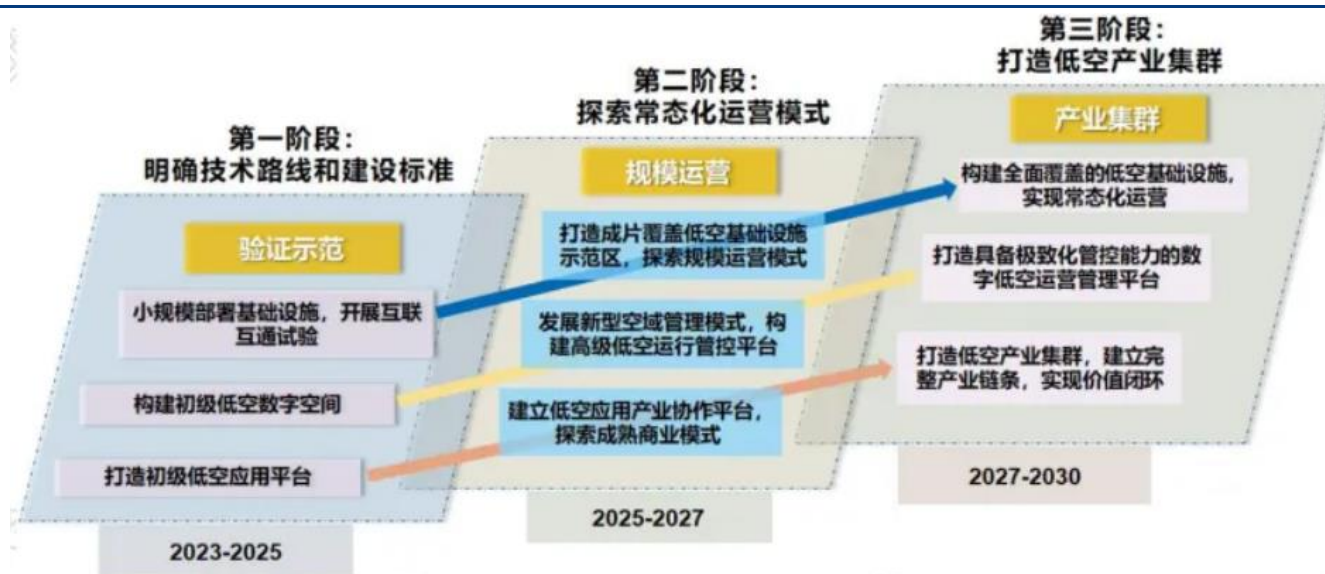 第一阶段：
明确技术路线和建设标准
验证示范
小规模部署基础设施，开展互联
互通试验
构建初级低空数字空间
打造初级低空应用平台
2023-2025
第二阶段：
探索常态化运营模式
规模运营
打造成片覆盖低空基础设施
示范区，探索规模运营模式
发展新型空域管理模式，构
建高级低空运行管控平台
建立低空应用产业协作平台，
探索成熟商业模式
2025-2027
第三阶段：
打造低空产业集群
产业集群
构建全面覆盖的低空基础设施，
实现常态化运营
打造具备极致化管控能力的数
字低空运营管理平台
打造低空产业集群，建立完
整产业链条，实现价值闭环
2027-2030